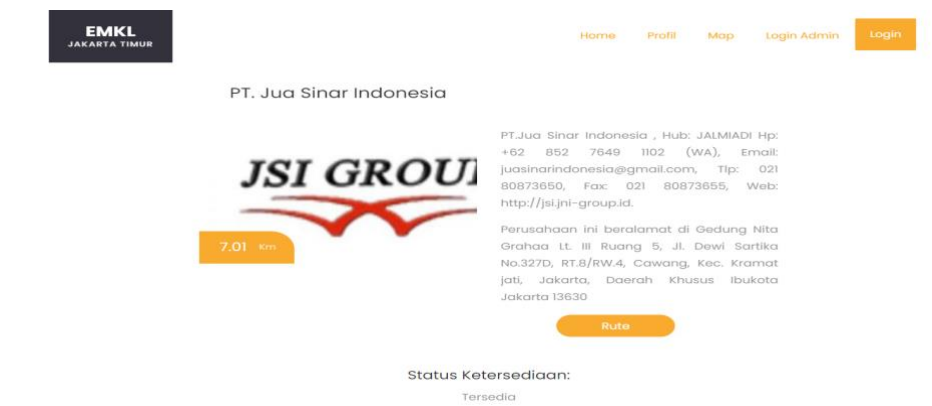 EMKL
JAKARTA TIMUR
Home Profil Map Login Admin Login
PT. Jua Sinar Indonesia
JSI GROU
7.01 Km
PT.Jua Sinar Indonesia , Hub: JALMIADI Hp:
+62 852 7649 1102 (WA), Email:
juasinarindonesia@gmail.com, Tlp: 021
80873650, Fax: 021 80873655, Web:
http://jsi.jni-group.id.
Perusahaan ini beralamat di Gedung Nita
Grahaa Lt. III Ruang 5, Jl. Dewi Sartika
No.327D, RT.8/RW.4, Cawang, Kec. Kramat
jati, Jakarta, Daerah Khusus Ibukota
Jakarta 13630
Rute
Status Ketersediaan:
Tersedia